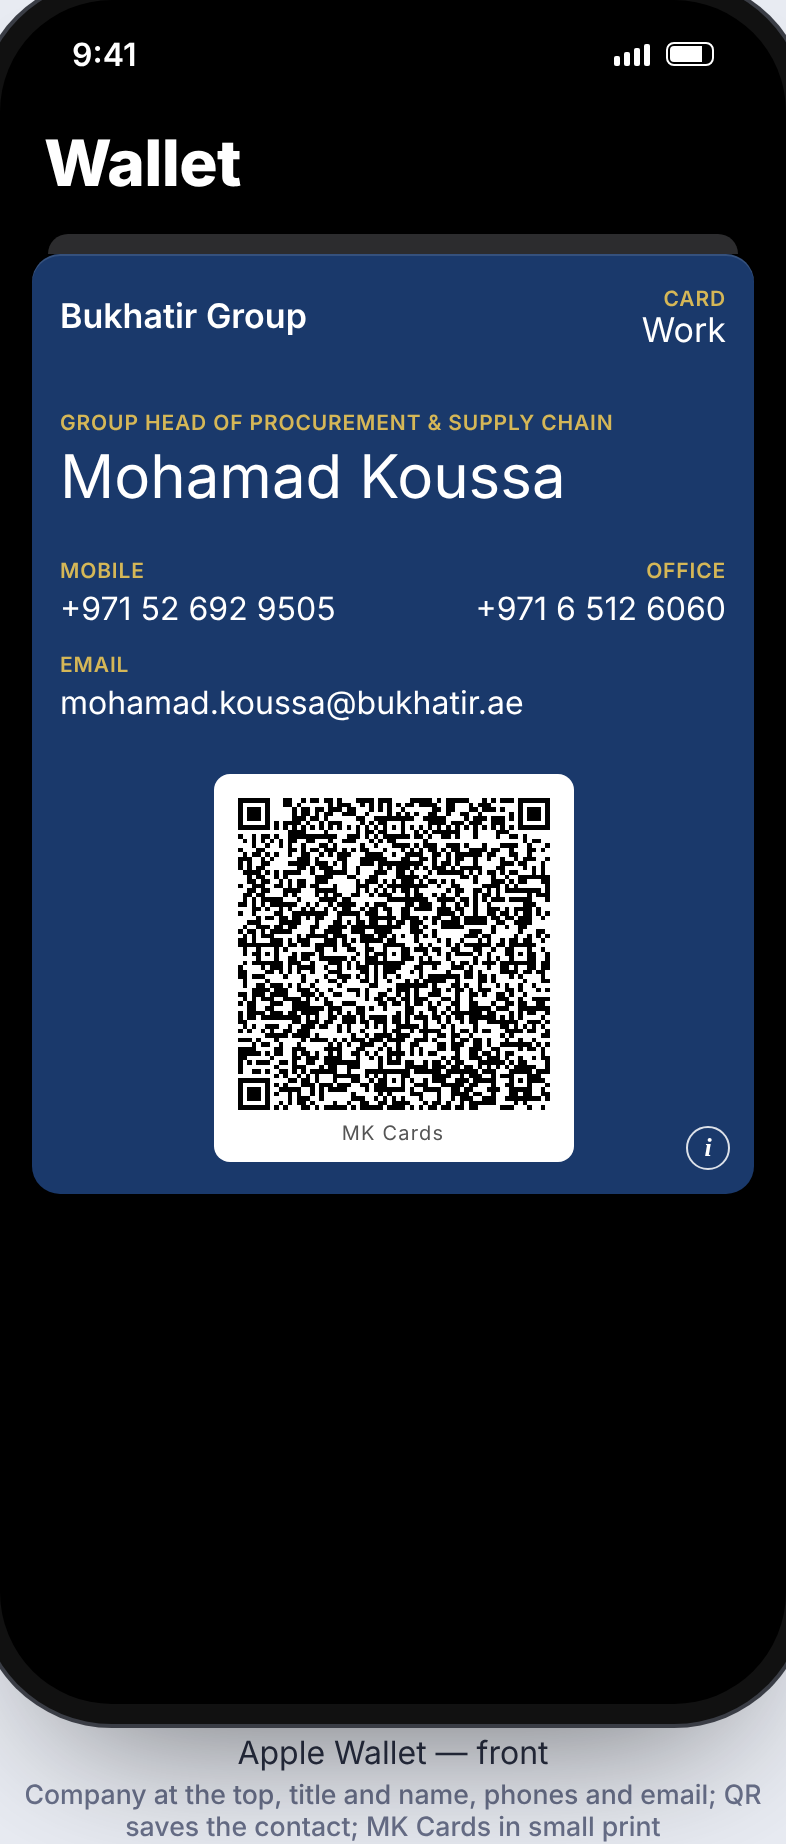 9:41
Wallet
Bukhatir Group
CARD
Work
GROUP HEAD OF PROCUREMENT & SUPPLY CHAIN
Mohamad Koussa
MOBILE
OFFICE
+971 52 692 9505
+971 6 512 6060
EMAIL
mohamad.koussa@bukhatir.ae
MK Cards
i
Apple Wallet — front
Company at the top, title and name, phones and email; QR
saves the contact; MK Cards in small print